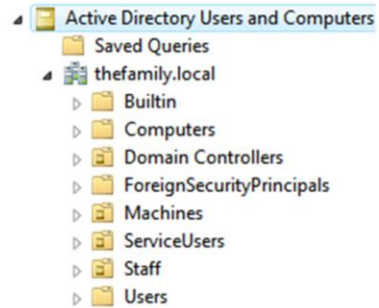 Active Directory Users and Computers
Saved Queries
thefamily.local
Builtin
Computers
Domain Controllers
ForeignSecurityPrincipals
Machines
ServiceUsers
Staff
Users